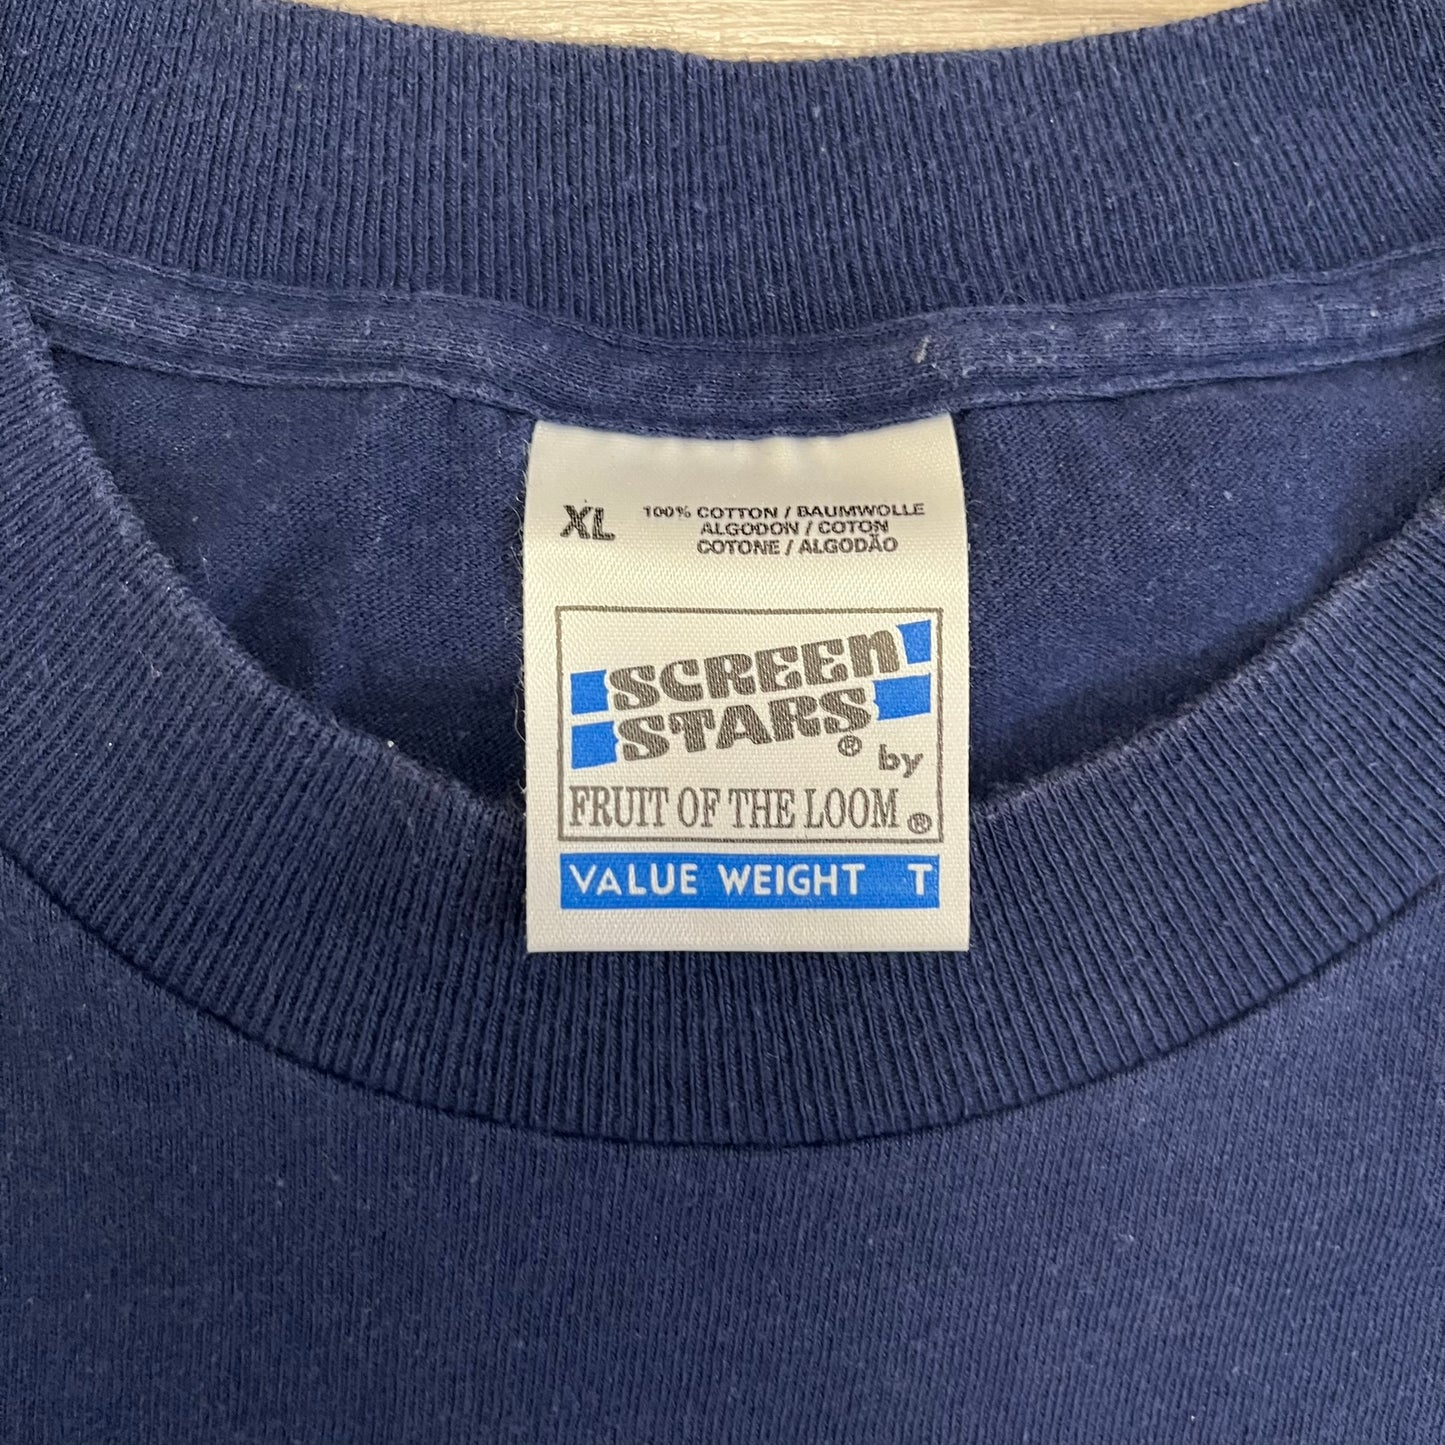 XL
100% COTTON / BAUMWOLLE
ALGODON / COTON
COTONE / ALGODÃO
SCREEN
STARS® by
FRUIT OF THE LOOM®
VALUE WEIGHT T